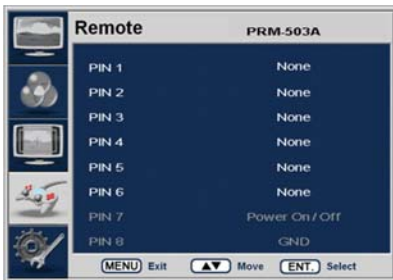 Remote PRM-503A
PIN 1 None
PIN 2 None
PIN 3 None
PIN 4 None
PIN 5 None
PIN 6 None
PIN 7 Power On / Off
PIN 8 GND
MENU Exit ▲▼ Move ENT. Select